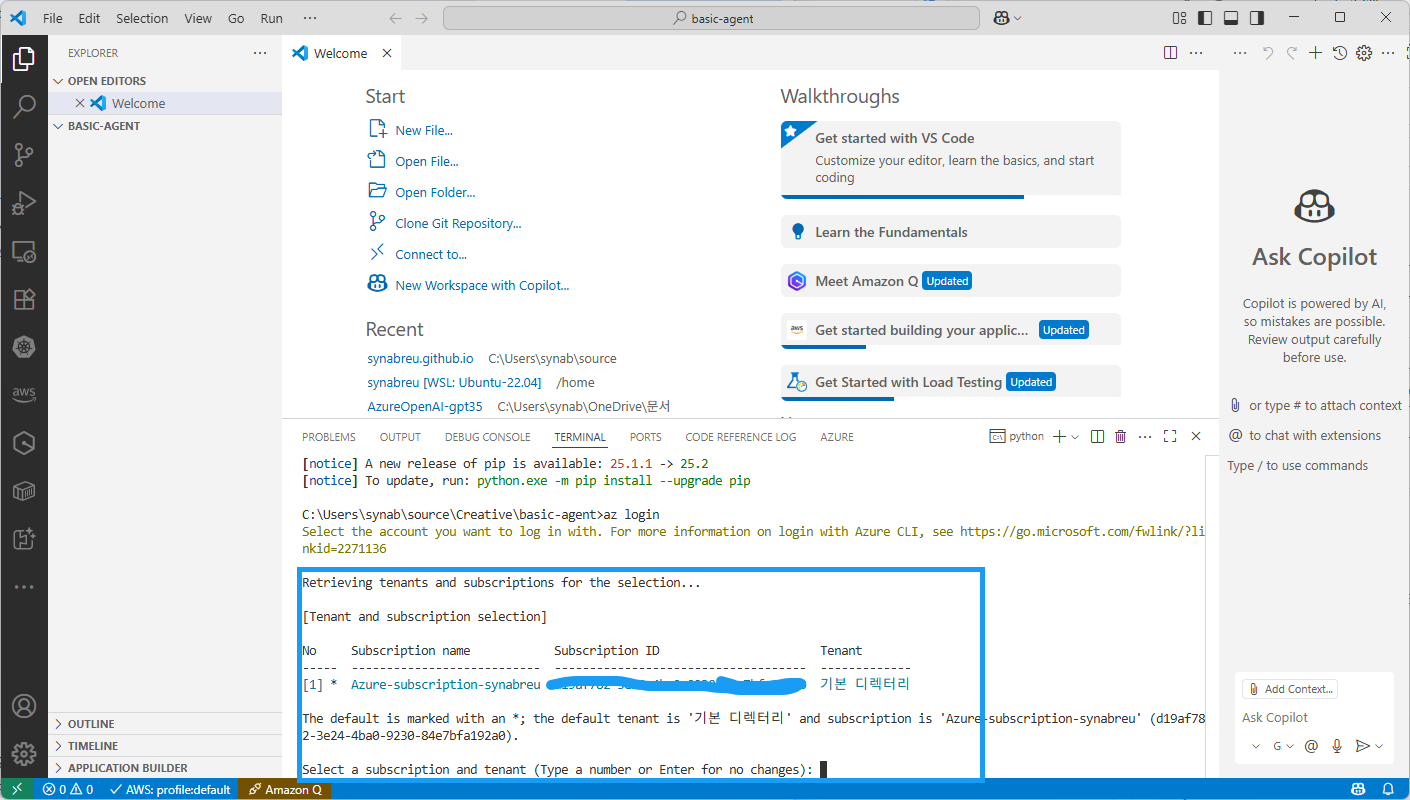 File Edit Selection View Go Run ··· basic-agent
EXPLORER ···
OPEN EDITORS
Welcome
BASIC-AGENT
OUTLINE
TIMELINE
APPLICATION BUILDER
Welcome
Start
New File...
Open File...
Open Folder...
Clone Git Repository...
Connect to...
New Workspace with Copilot...
Recent
synabreu.github.io C:\Users\synab\source
synabreu [WSL: Ubuntu-22.04] /home
AzureOpenAI-gpt35 C:\Users\synab\OneDrive\문서
Walkthroughs
Get started with VS Code
Customize your editor, learn the basics, and start
coding
Learn the Fundamentals
Meet Amazon Q Updated
aws Get started building your applic... Updated
Get Started with Load Testing Updated
PROBLEMS OUTPUT DEBUG CONSOLE TERMINAL PORTS CODE REFERENCE LOG AZURE python
[notice] A new release of pip is available: 25.1.1 -> 25.2
[notice] To update, run: python.exe -m pip install --upgrade pip
C:\Users\synab\source\Creative\basic-agent>az login
Select the account you want to log in with. For more information on login with Azure CLI, see https://go.microsoft.com/fwlink/?li
nkid=2271136
Retrieving tenants and subscriptions for the selection...
[Tenant and subscription selection]
No Subscription name Subscription ID Tenant
----- ------------------------- ------------------------------------ -------------
[1] * Azure-subscription-synabreu 기본 디렉터리
The default is marked with an *; the default tenant is '기본 디렉터리' and subscription is 'Azure-subscription-synabreu' (d19af78
2-3e24-4ba0-9230-84e7bfa192a0).
Select a subscription and tenant (Type a number or Enter for no changes):
Ask Copilot
Copilot is powered by AI,
so mistakes are possible.
Review output carefully
before use.
or type # to attach context
@ to chat with extensions
Type / to use commands
Add Context...
Ask Copilot
G @
aws
0 0 AWS: profile:default Amazon Q